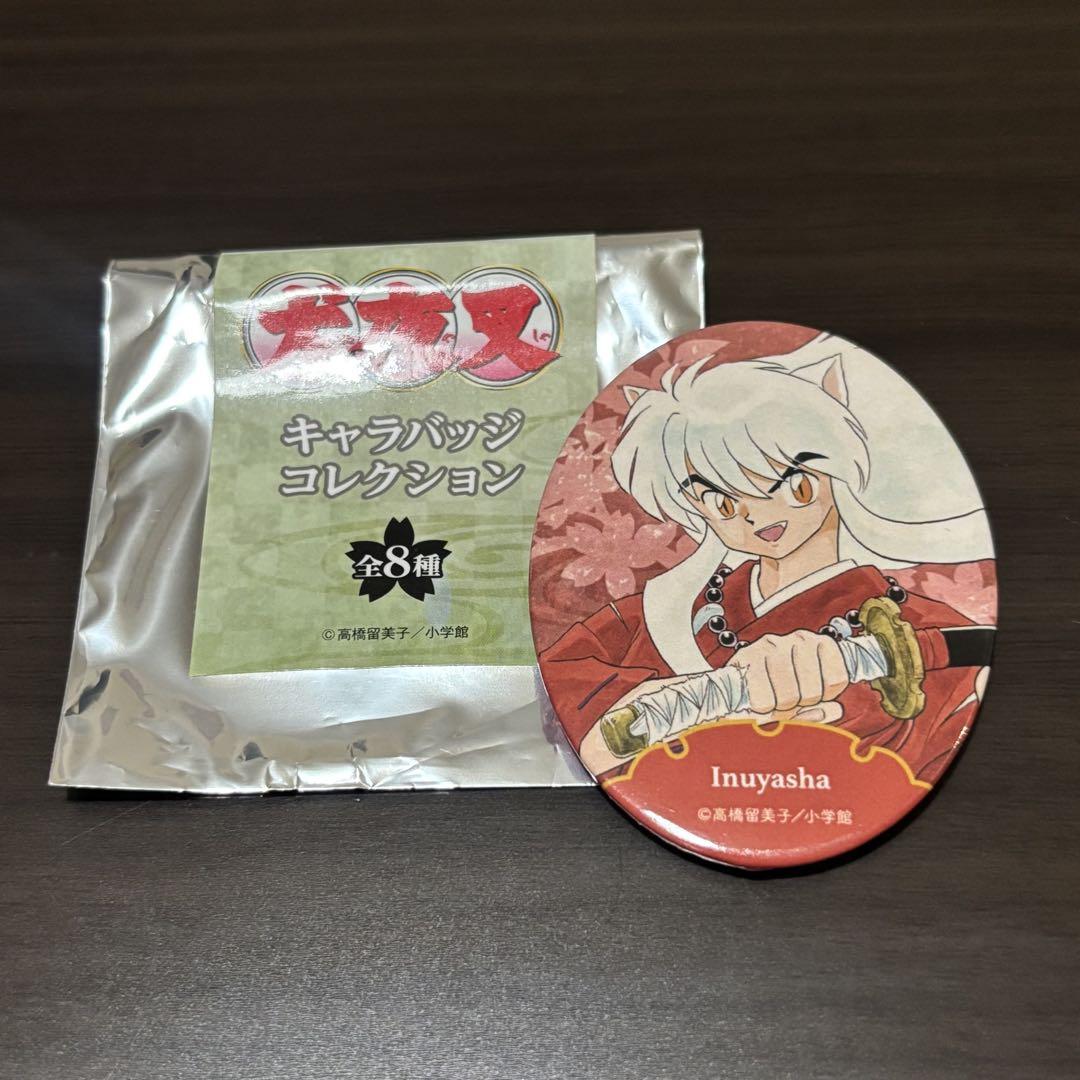 犬夜叉
キャラバッジ
コレクション
全8種
©高橋留美子／小学館
Inuyasha
©高橋留美子／小学館